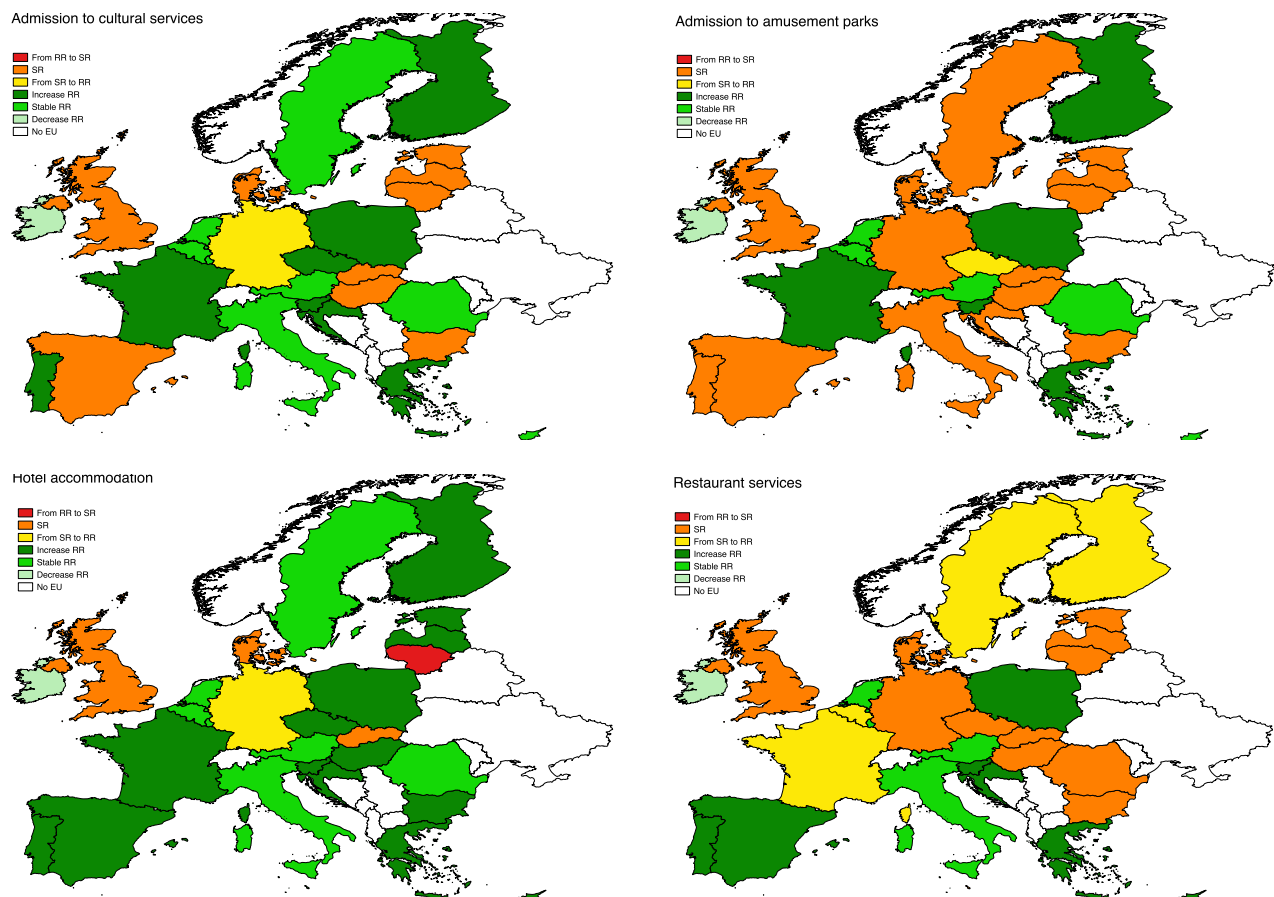 Admission to cultural services
From RR to SR
SR
From SR to RR
Increase RR
Stable RR
Decrease RR
No EU
Admission to amusement parks
From RR to SR
SR
From SR to RR
Increase RR
Stable RR
Decrease RR
No EU
Hotel accommodation
From RR to SR
SR
From SR to RR
Increase RR
Stable RR
Decrease RR
No EU
Restaurant services
From RR to SR
SR
From SR to RR
Increase RR
Stable RR
Decrease RR
No EU